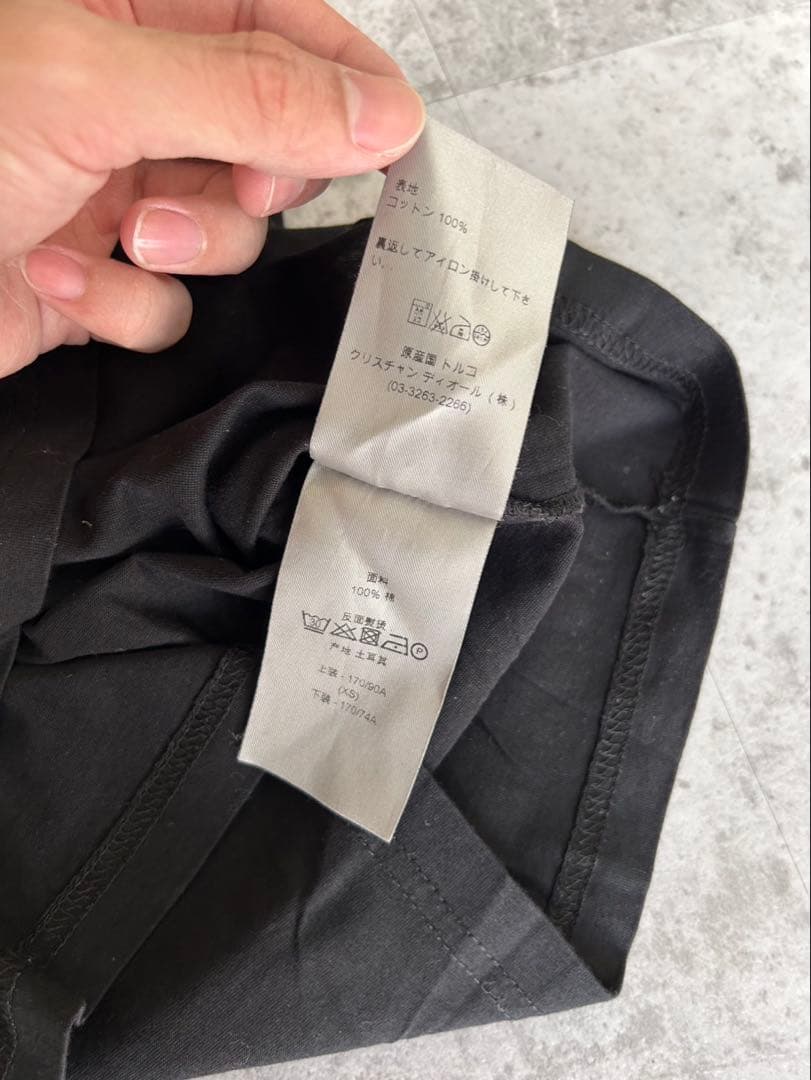 表地
コットン 100%
裏返してアイロン掛けして下さ
い。
原産国 トルコ
クリスチャン ディオール (株)
(03-3263-2266)
面料
100% 棉
反面熨烫
30
P
产地 土耳其
上装 - 170/90A
(XS)
下装 - 170/74A